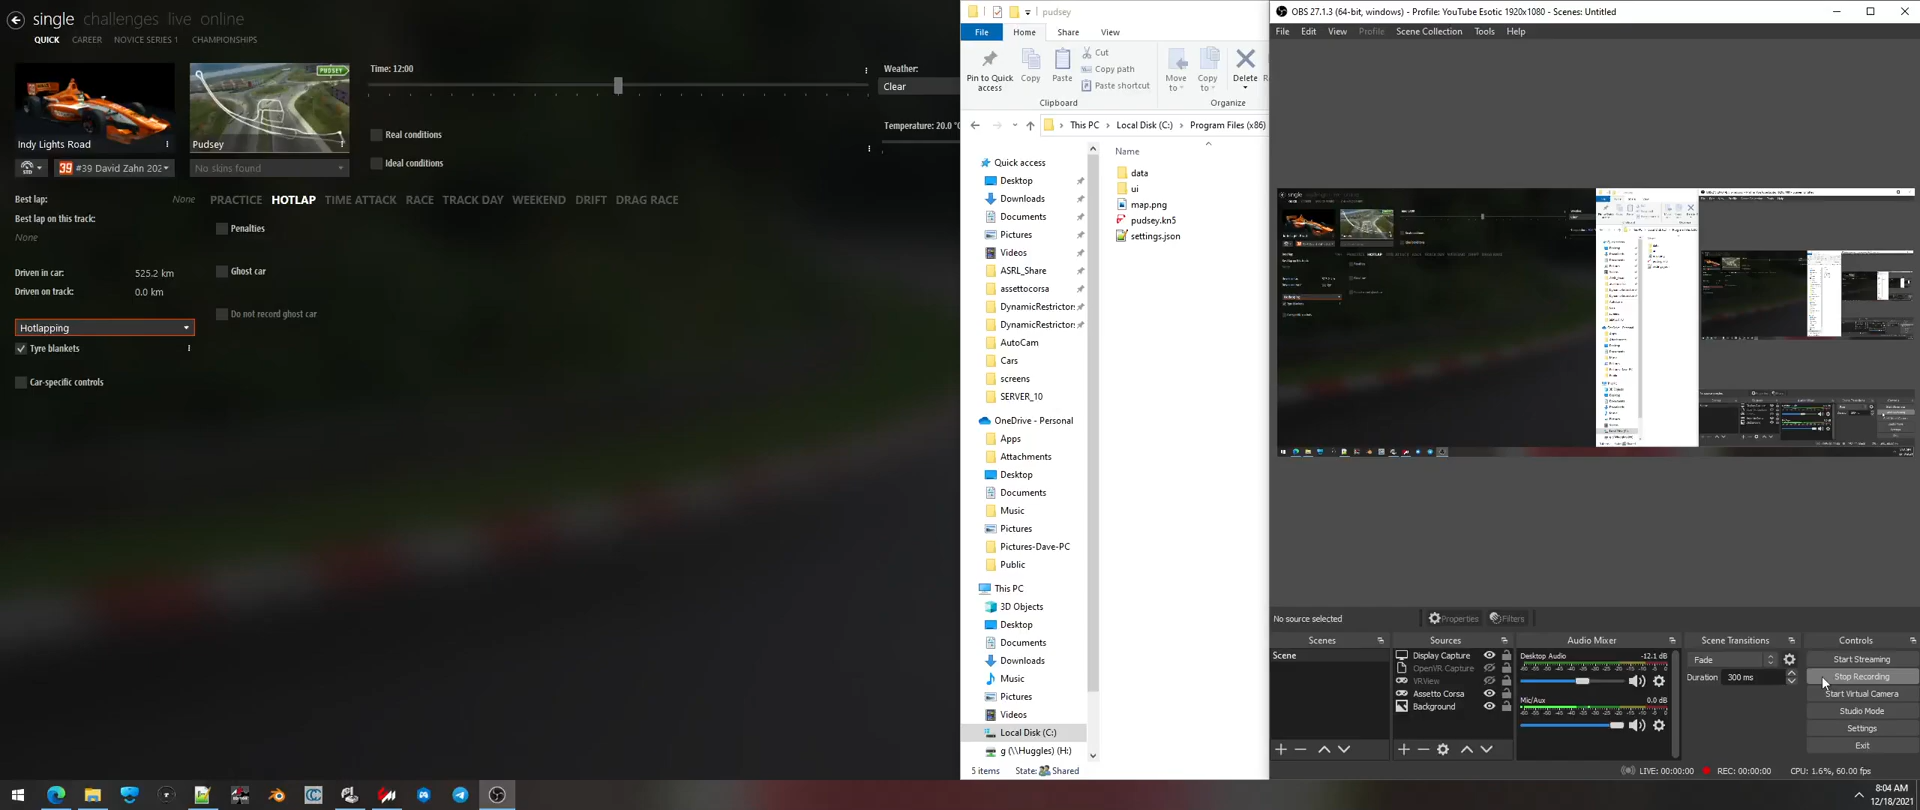 single challenges live online
QUICK CAREER NOVICE SERIES 1 CHAMPIONSHIPS
Indy Lights Road
PUDSEY
Pudsey
#39 David Zahn 202
No skins found
Time: 12:00
Weather:
Clear
Temperature: 20.0 °C
Real conditions
Ideal conditions
Best lap: None
Best lap on this track:
None
Driven in car: 525.2 km
Driven on track: 0.0 km
Hotlapping
Tyre blankets
Car-specific controls
PRACTICE HOTLAP TIME ATTACK RACE TRACK DAY WEEKEND DRIFT DRAG RACE
Penalties
Ghost car
Do not record ghost car
pudsey
File Home Share View
Pin to Quick access
Copy
Paste
Cut
Copy path
Paste shortcut
Move to
Copy to
Delete
Clipboard
Organize
This PC Local Disk (C:) Program Files (x86)
Name
data
ui
map.png
pudsey.kn5
settings.json
Quick access
Desktop
Downloads
Documents
Pictures
Videos
ASRL_Share
assettocorsa
DynamicRestrictor
DynamicRestrictor
AutoCam
Cars
screens
SERVER_10
OneDrive - Personal
Apps
Attachments
Desktop
Documents
Music
Pictures
Pictures-Dave-PC
Public
This PC
3D Objects
Desktop
Documents
Downloads
Music
Pictures
Videos
Local Disk (C:)
g (\\Huggles) (H:)
5 items State: Shared
OBS 27.1.3 (64-bit, windows) - Profile: YouTube Esotic 1920x1080 - Scenes: Untitled
File Edit View Profile Scene Collection Tools Help
No source selected
Properties
Filters
Scenes
Scene
Sources
Display Capture
OpenVR Capture
VRView
Assetto Corsa
Background
Audio Mixer
Desktop Audio -12.1 dB
Mic/Aux 0.0 dB
Scene Transitions
Fade
Duration 300 ms
Controls
Start Streaming
Stop Recording
Start Virtual Camera
Studio Mode
Settings
Exit
LIVE: 00:00:00 REC: 00:00:00 CPU: 1.6%, 60.00 fps
8:04 AM
12/18/2021